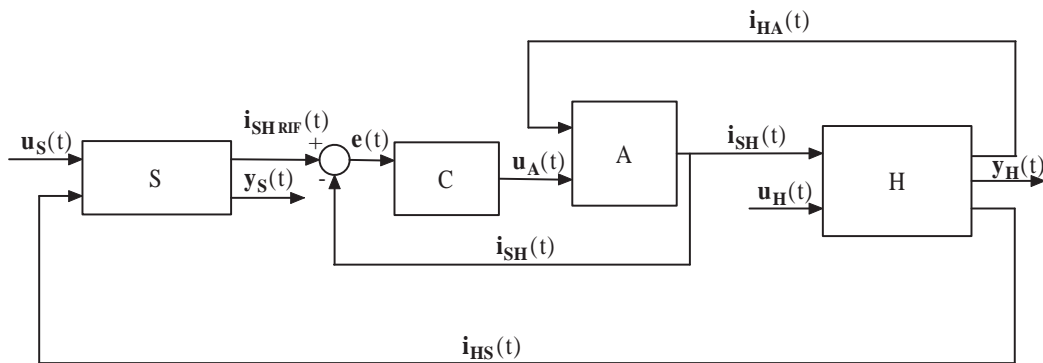 i_HA(t)
i_SH RIF(t)
u_S(t)
+
e(t)
A
i_SH(t)
S
-
C
u_A(t)
H
y_S(t)
y_H(t)
u_H(t)
i_SH(t)
i_HS(t)